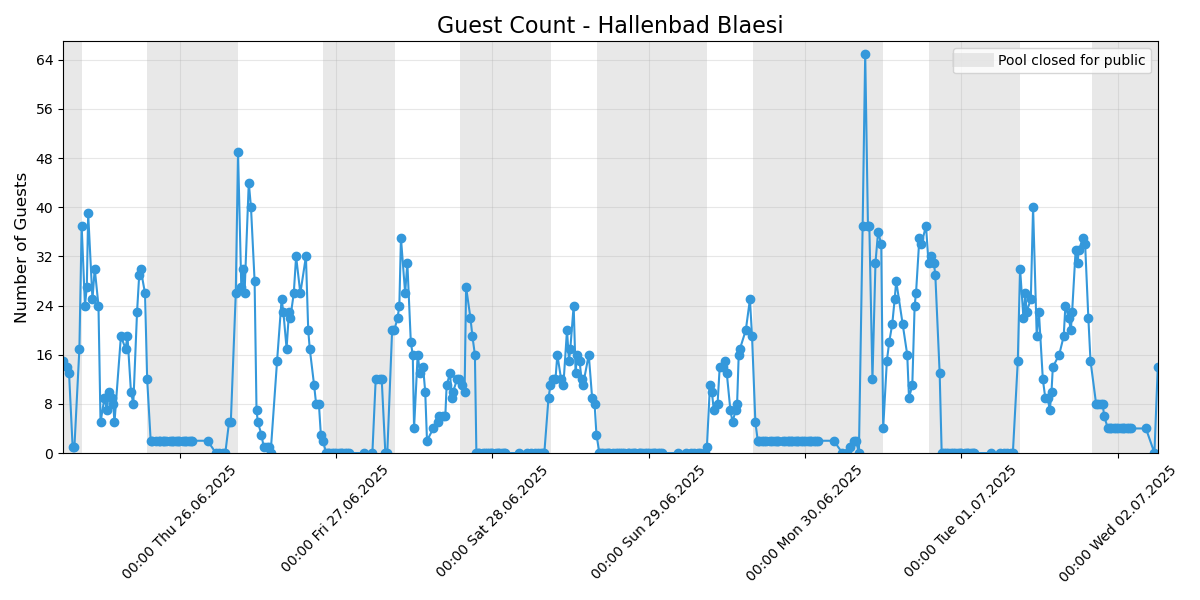 Guest Count - Hallenbad Blaesi
Pool closed for public
Number of Guests
64
56
48
40
32
24
16
8
0
00:00 Thu 26.06.2025
00:00 Fri 27.06.2025
00:00 Sat 28.06.2025
00:00 Sun 29.06.2025
00:00 Mon 30.06.2025
00:00 Tue 01.07.2025
00:00 Wed 02.07.2025